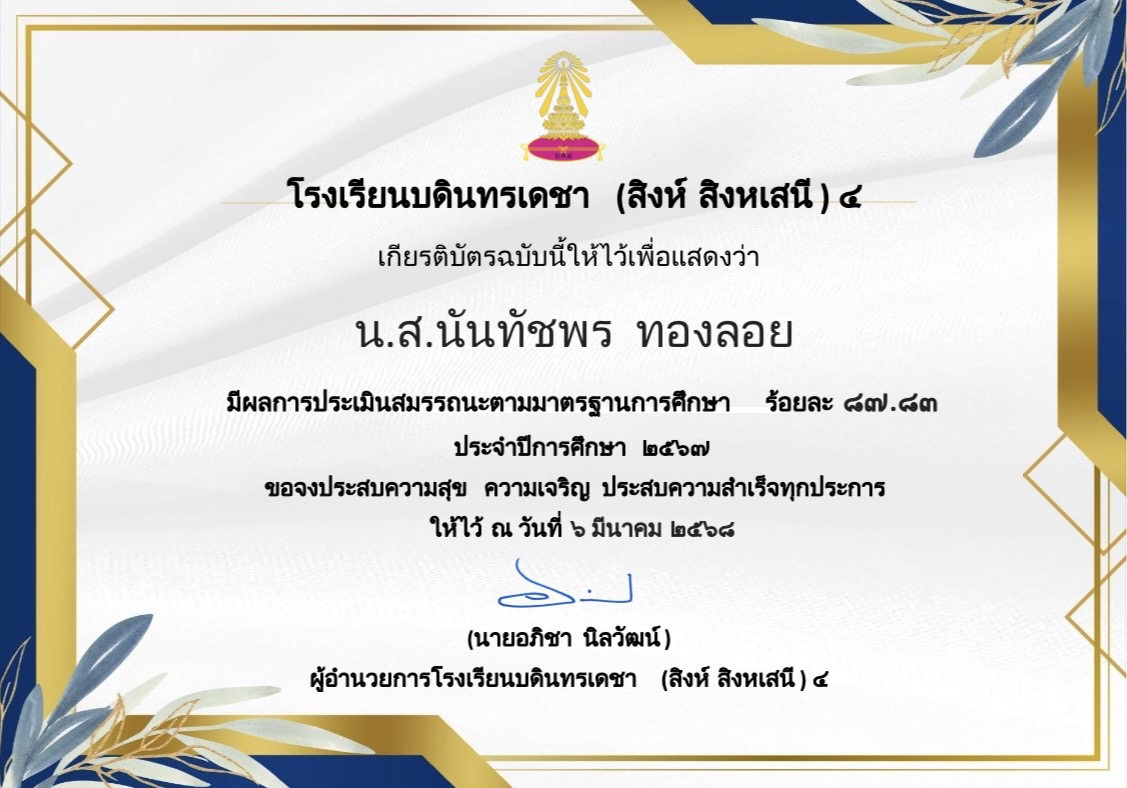 โรงเรียนบดินทรเดชา (สิงห์ สิงหเสนี) ๔
เกียรติบัตรฉบับนี้ให้ไว้เพื่อแสดงว่า
น.ส.นันทัชพร ทองลอย
มีผลการประเมินสมรรถนะตามมาตรฐานการศึกษา ร้อยละ ๘๗.๘๓
ประจำปีการศึกษา ๒๕๖๗
ขอจงประสบความสุข ความเจริญ ประสบความสำเร็จทุกประการ
ให้ไว้ ณ วันที่ ๖ มีนาคม ๒๕๖๘
(นายอภิชา นิลวัฒน์)
ผู้อำนวยการโรงเรียนบดินทรเดชา (สิงห์ สิงหเสนี) ๔